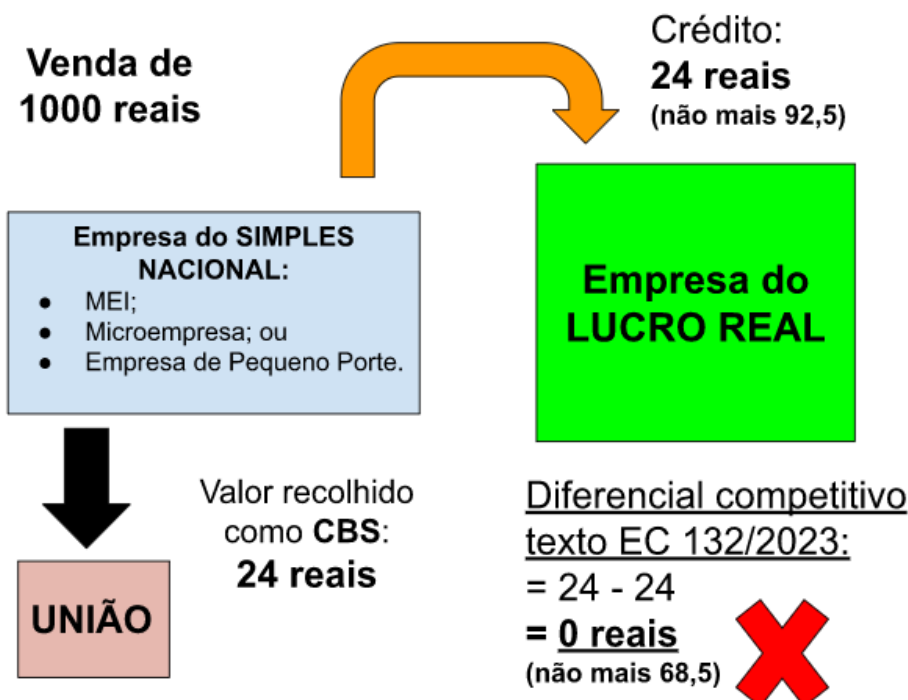 Venda de
1000 reais
Crédito:
24 reais
(não mais 92,5)
Empresa do SIMPLES
NACIONAL:
● MEI;
● Microempresa; ou
● Empresa de Pequeno Porte.
Empresa do
LUCRO REAL
Valor recolhido
como CBS:
24 reais
UNIÃO
Diferencial competitivo
texto EC 132/2023:
= 24 - 24
= 0 reais
(não mais 68,5)